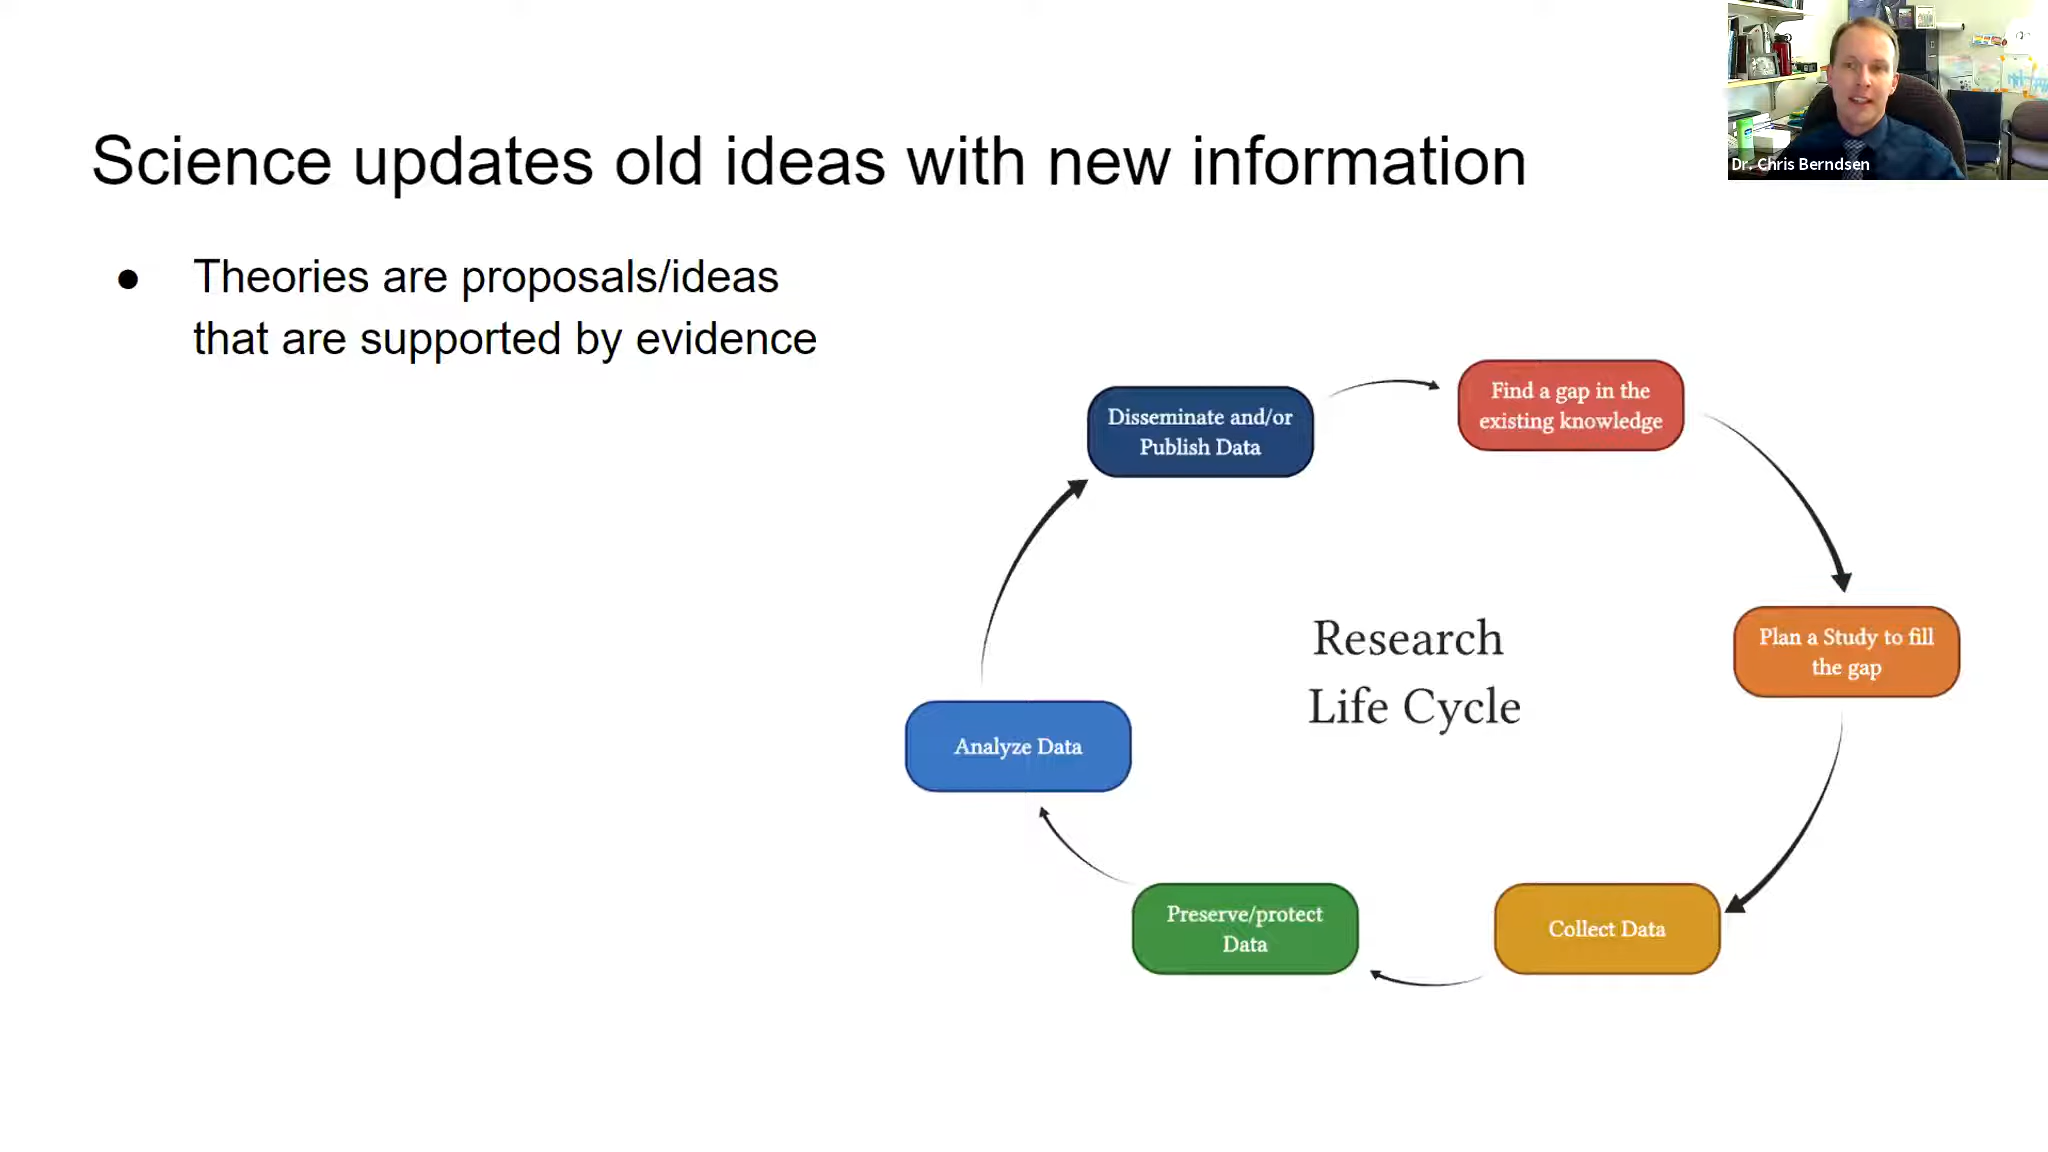 Science updates old ideas with new information
Dr. Chris Berndsen
● Theories are proposals/ideas
that are supported by evidence
Disseminate and/or
Publish Data
Find a gap in the
existing knowledge
Plan a Study to fill
the gap
Research
Life Cycle
Analyze Data
Preserve/protect
Data
Collect Data